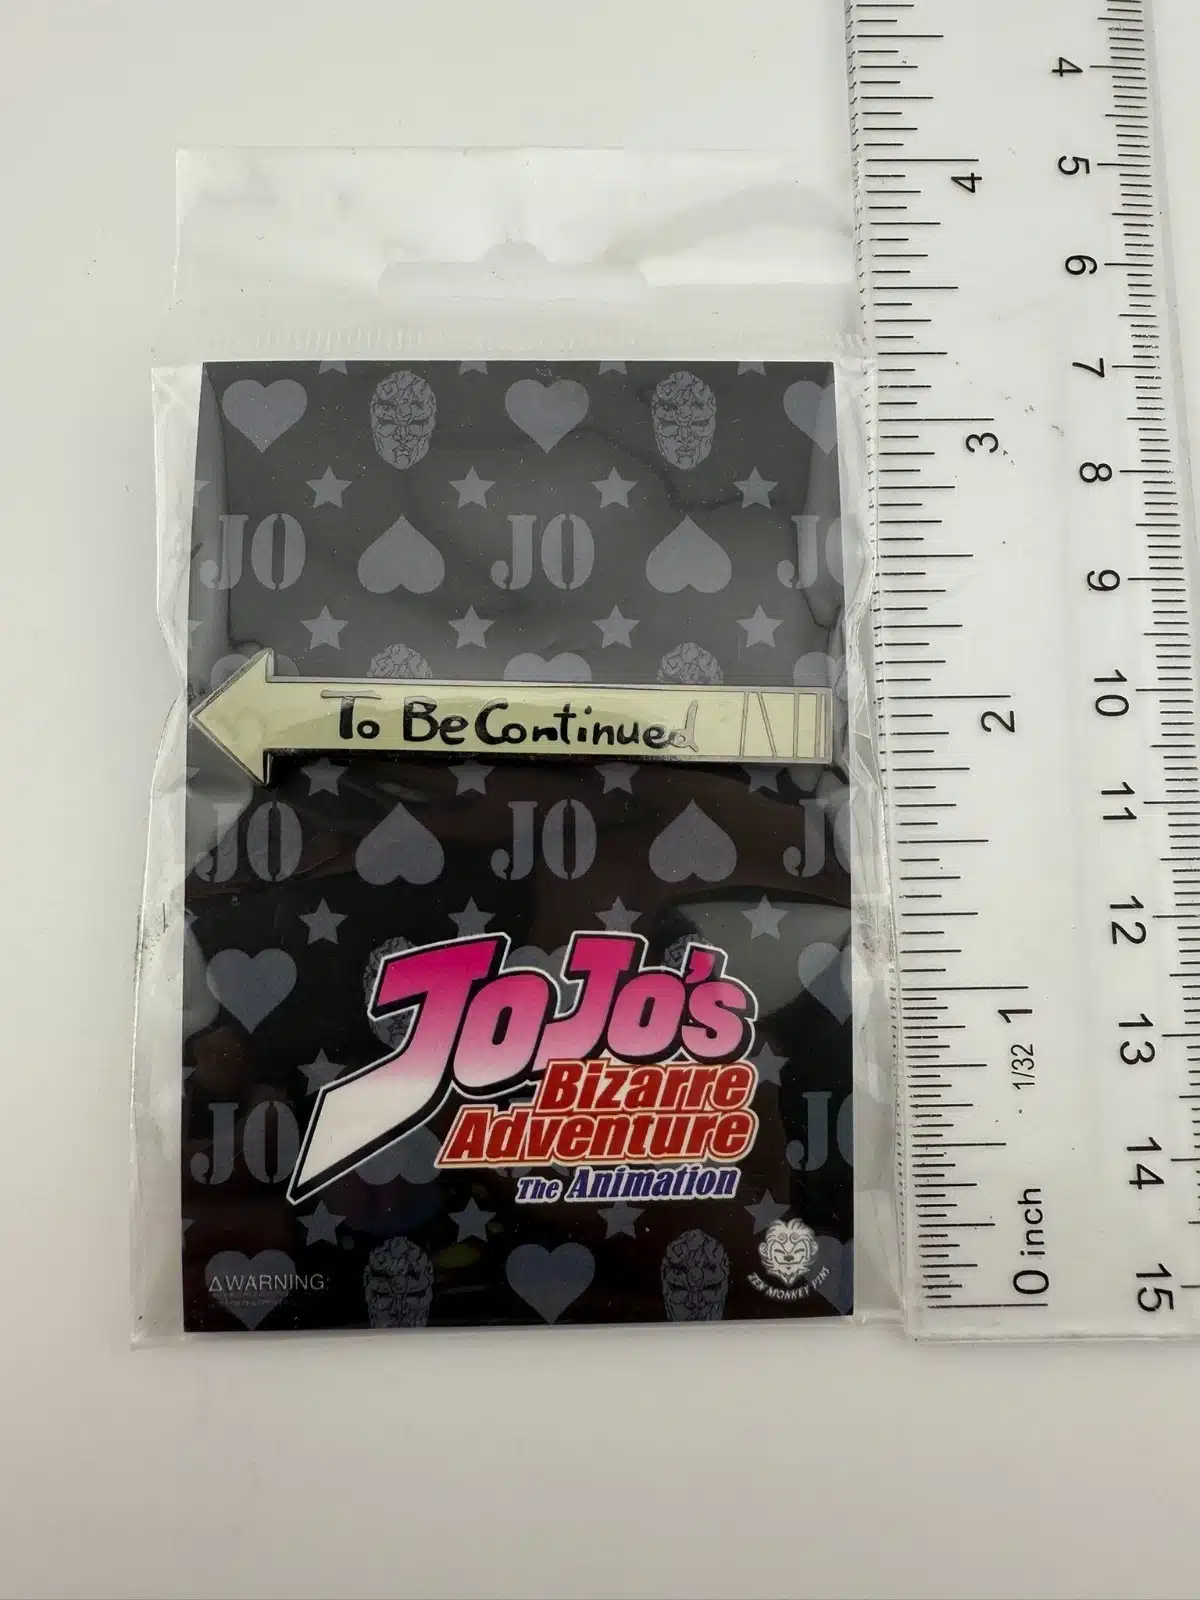 JO JO JO
To Be Continued
JO JO JO
JoJo's
Bizarre
Adventure
The Animation
JO JO
⚠WARNING:
ZEN MONKEY PINS
4
3
2
1
1/32
0 inch
4
5
6
7
8
9
10
11
12
13
14
15